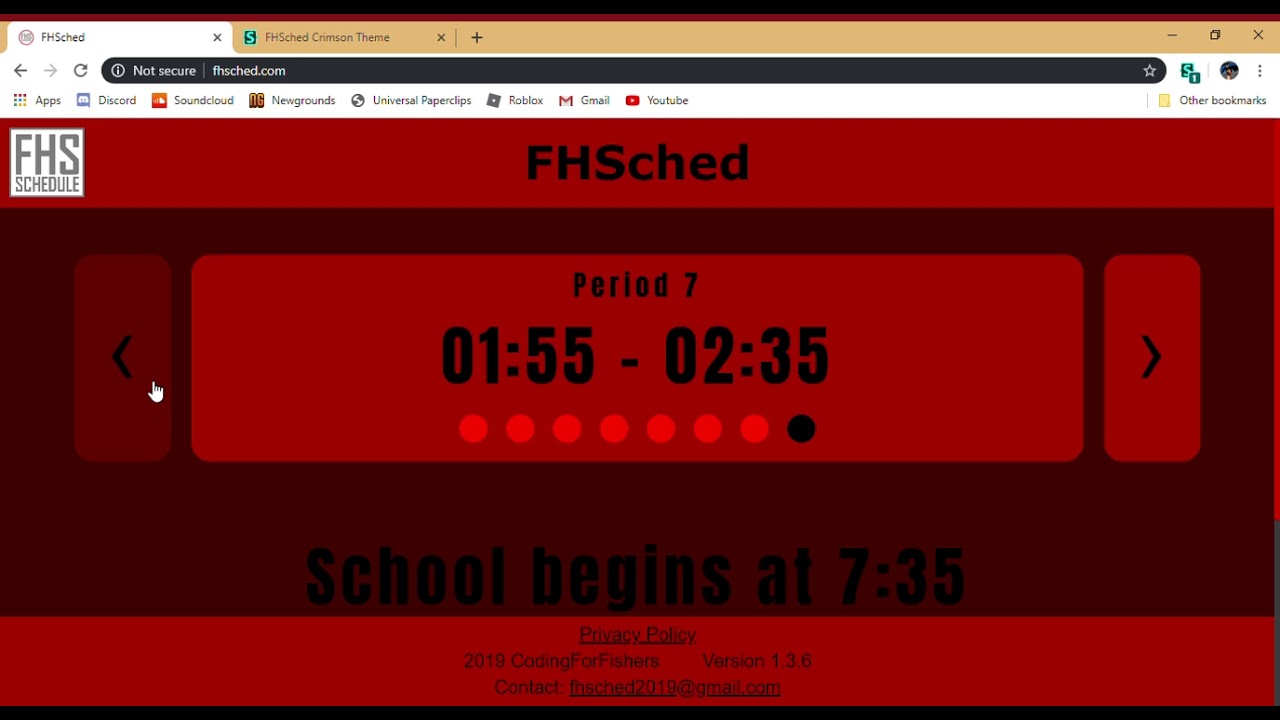 FHSched
FHSched Crimson Theme
Not secure fhsched.com
Apps Discord Soundcloud Newgrounds Universal Paperclips Roblox Gmail Youtube Other bookmarks
FHS
SCHEDULE
FHSched
Period 7
01:55 - 02:35
School begins at 7:35
Privacy Policy
2019 CodingForFishers Version 1.3.6
Contact: fhsched2019@gmail.com